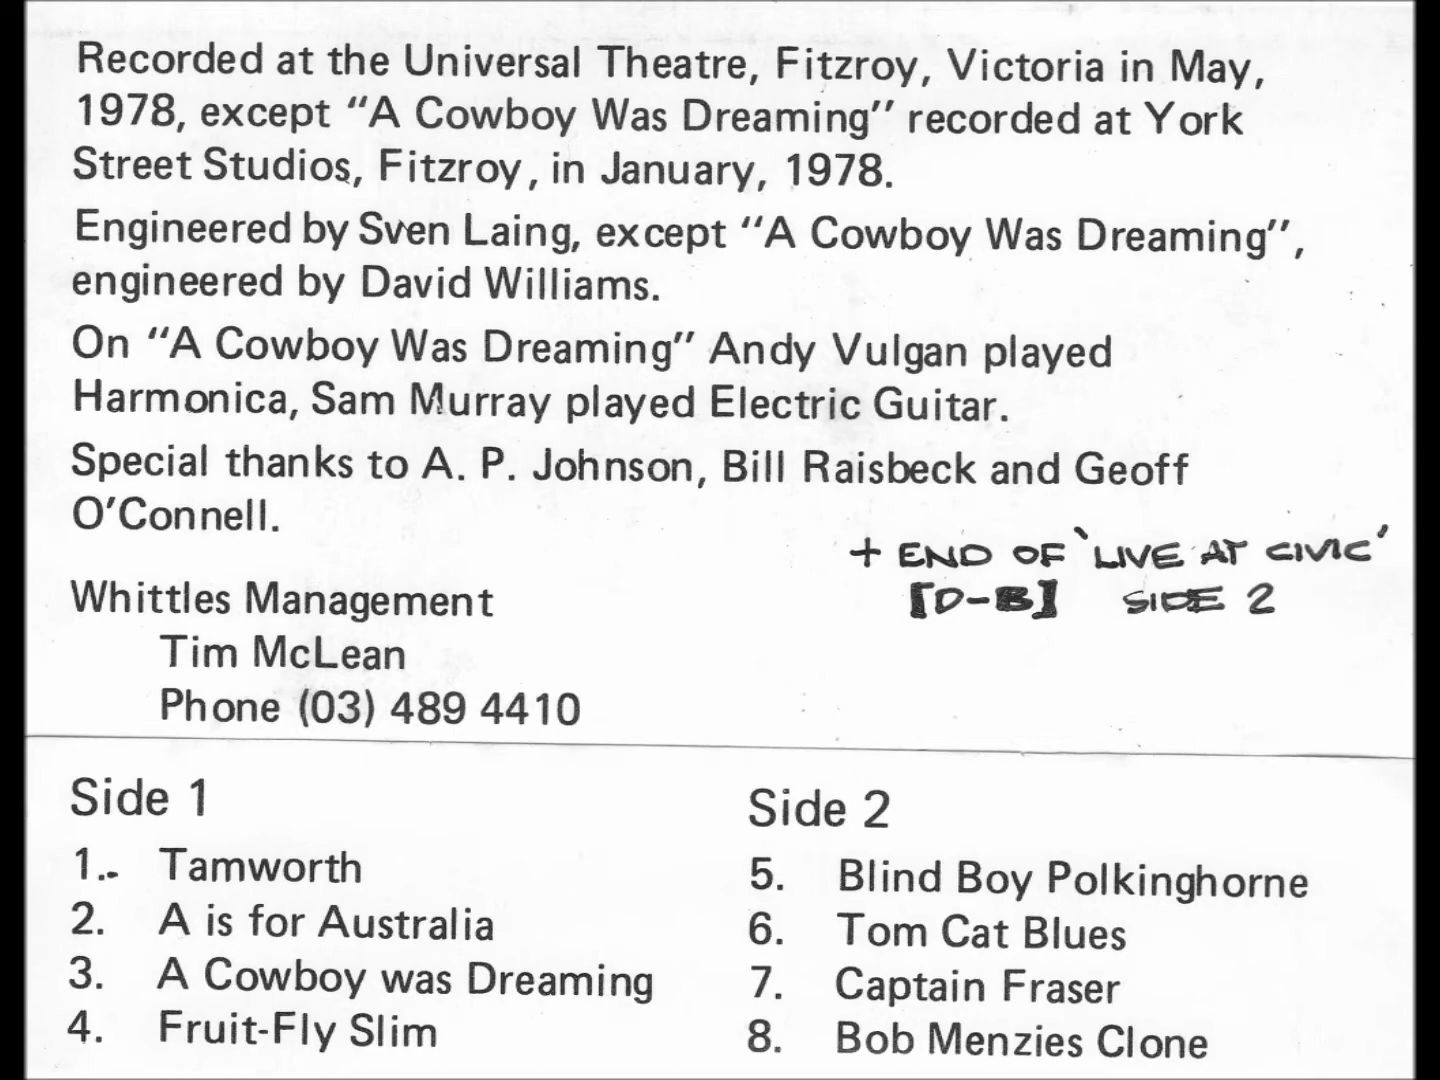 Recorded at the Universal Theatre, Fitzroy, Victoria in May,
1978, except "A Cowboy Was Dreaming" recorded at York
Street Studios, Fitzroy, in January, 1978.
Engineered by Sven Laing, except "A Cowboy Was Dreaming",
engineered by David Williams.
On "A Cowboy Was Dreaming" Andy Vulgan played
Harmonica, Sam Murray played Electric Guitar.
Special thanks to A. P. Johnson, Bill Raisbeck and Geoff
O'Connell.
+ END OF 'LIVE AT CIVIC'
[D-B] SIDE 2
Whittles Management
Tim McLean
Phone (03) 489 4410
Side 1
1. Tamworth
2. A is for Australia
3. A Cowboy was Dreaming
4. Fruit-Fly Slim
Side 2
5. Blind Boy Polkinghorne
6. Tom Cat Blues
7. Captain Fraser
8. Bob Menzies Clone